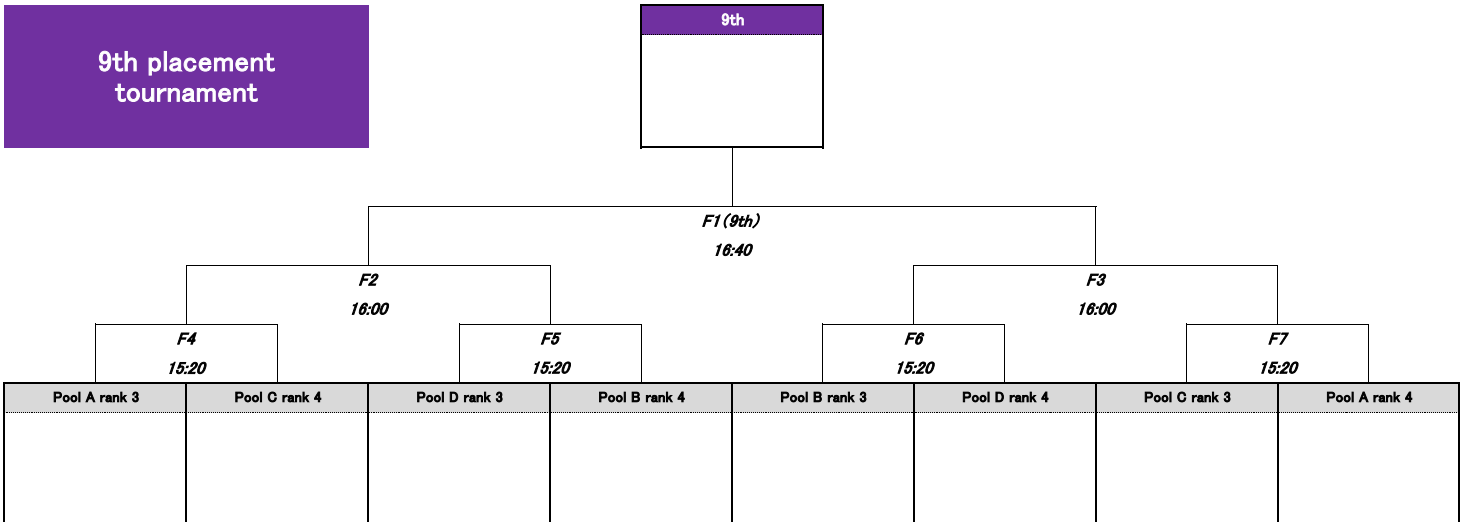 9th placement
tournament
9th
F1(9th)
16:40
F2
F3
16:00
16:00
F4
F5
F6
F7
15:20
15:20
15:20
15:20
Pool A rank 3
Pool C rank 4
Pool D rank 3
Pool B rank 4
Pool B rank 3
Pool D rank 4
Pool C rank 3
Pool A rank 4